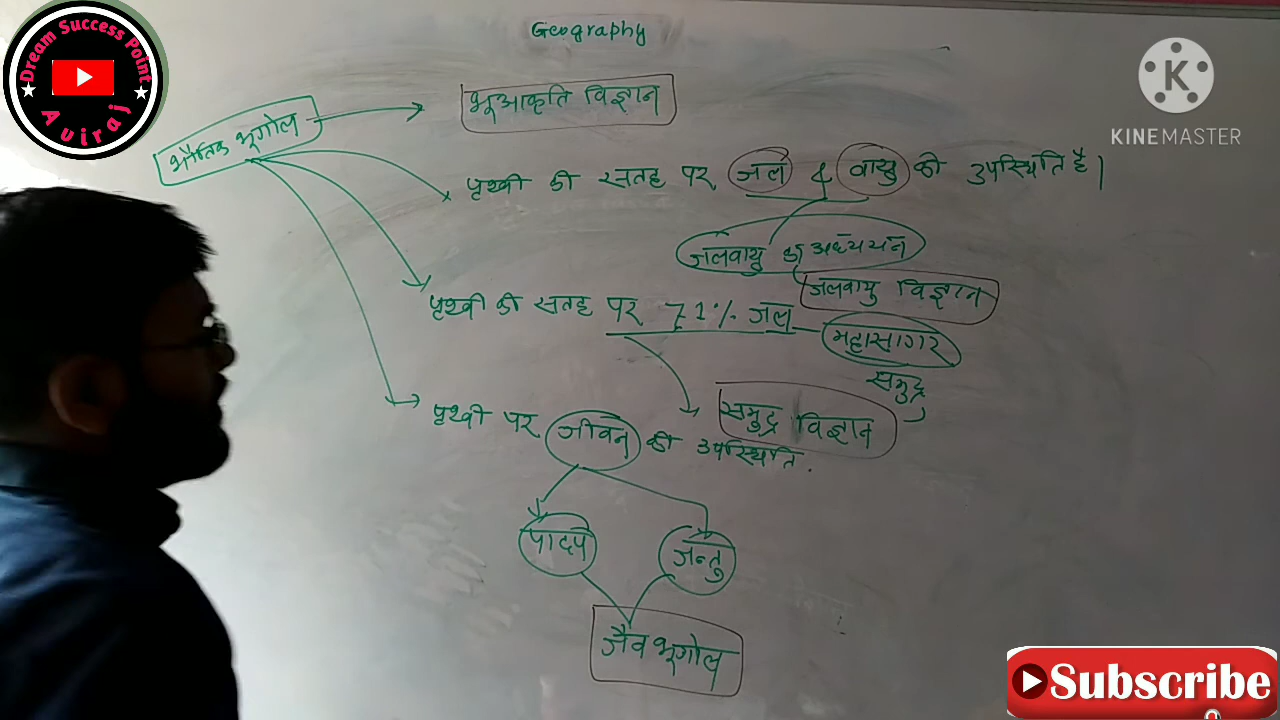 Dream Success Point
Aviraj
Geography
KINEMASTER
भौतिक भूगोल
भूआकृति विज्ञान
पृथ्वी की सतह पर जल & वायु की उपस्थिति है।
जलवायु का अध्ययन
जलवायु विज्ञान
पृथ्वी की सतह पर 71% जल
महासागर
समुद्र
समुद्र विज्ञान
पृथ्वी पर जीवन की उपस्थिति.
पादप
जन्तु
जैव भूगोल
Subscribe